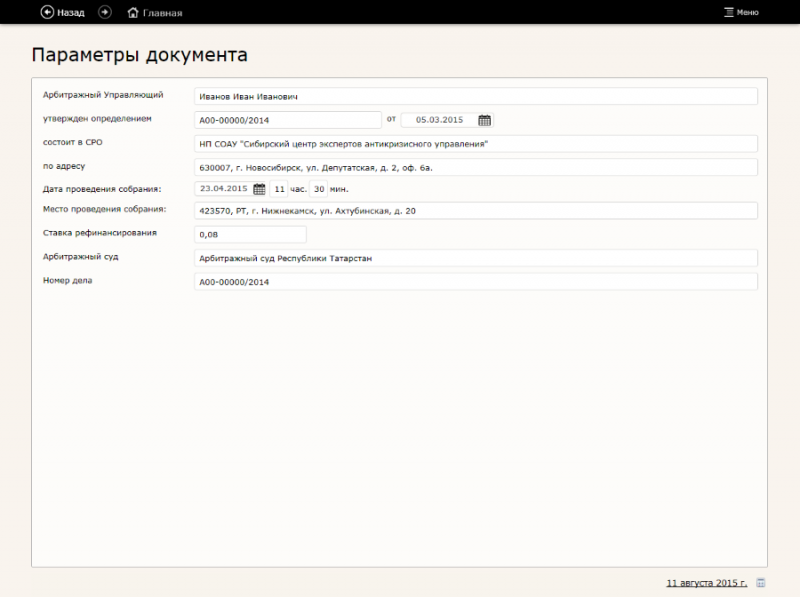 Назад Главная Меню
Параметры документа
Арбитражный Управляющий Иванов Иван Иванович
утвержден определением А00-00000/2014 от 05.03.2015
состоит в СРО НП СОАУ "Сибирский центр экспертов антикризисного управления"
по адресу 630007, г. Новосибирск, ул. Депутатская, д. 2, оф. 6а.
Дата проведения собрания: 23.04.2015 11 час. 30 мин.
Место проведения собрания: 423570, РТ, г. Нижнекамск, ул. Ахтубинская, д. 20
Ставка рефинансирования 0,08
Арбитражный суд Арбитражный суд Республики Татарстан
Номер дела А00-00000/2014
11 августа 2015 г.